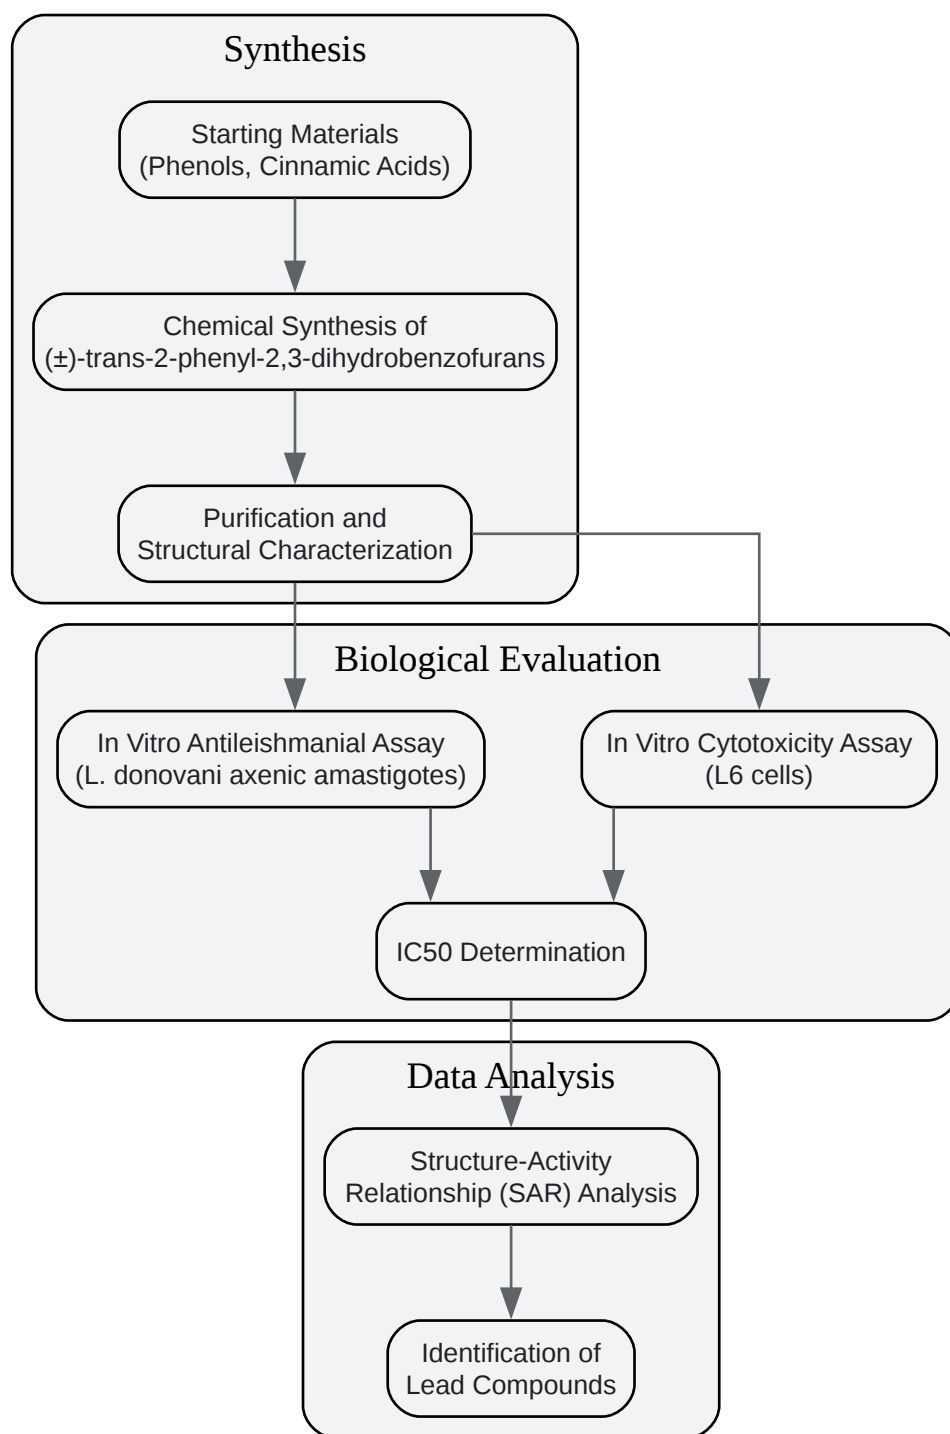 Synthesis
Starting Materials
(Phenols, Cinnamic Acids)
Chemical Synthesis of
(±)-trans-2-phenyl-2,3-dihydrobenzofurans
Purification and
Structural Characterization
Biological Evaluation
In Vitro Antileishmanial Assay
(L. donovani axenic amastigotes)
In Vitro Cytotoxicity Assay
(L6 cells)
IC50 Determination
Data Analysis
Structure-Activity
Relationship (SAR) Analysis
Identification of
Lead Compounds